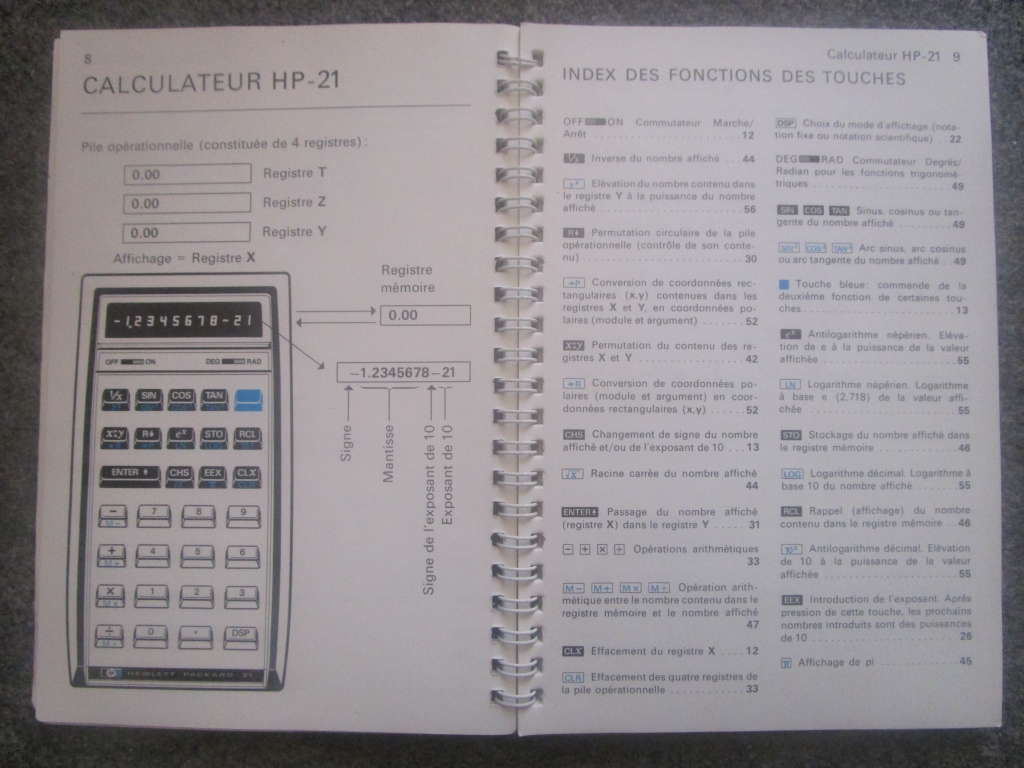 8
CALCULATEUR HP-21
Pile opérationnelle (constituée de 4 registres) :
0.00 Registre T
0.00 Registre Z
0.00 Registre Y
Affichage = Registre X
Registre
mémoire
0.00
-1.2345678-21
-1.2345678-21
Signe
Mantisse
Signe de l'exposant de 10
Exposant de 10
OFF ON DEG RAD
1/x SIN COS TAN
x⇄y R↓ eˣ STO RCL
ENTER↑ CHS EEX CLX
π CLR
− 7 8 9
M−
+ 4 5 6
M+
× 1 2 3
M×
÷ 0 · DSP
M÷
hp HEWLETT · PACKARD 21
Calculateur HP-21 9
INDEX DES FONCTIONS DES TOUCHES
OFF ON Commutateur Marche/
Arrêt . . . . . . . . . . 12
1/x Inverse du nombre affiché . . 44
yˣ Elévation du nombre contenu dans
le registre Y à la puissance du nombre
affiché . . . . . . . . . . 56
R↓ Permutation circulaire de la pile
opérationnelle (contrôle de son conte-
nu) . . . . . . . . . . 30
→P Conversion de coordonnées rec-
tangulaires (x.y) contenues dans les
registres X et Y, en coordonnées po-
laires (module et argument) . . . . . . 52
x⇄y Permutation du contenu des re-
gistres X et Y . . . . . . . . . . 42
→R Conversion de coordonnées po-
laires (module et argument) en coor-
données rectangulaires (x,y) . . . . . . 52
CHS Changement de signe du nombre
affiché et/ou de l'exposant de 10 . . . 13
√x Racine carrée du nombre affiché
44
ENTER↑ Passage du nombre affiché
(registre X) dans le registre Y . . . . . 31
− + × ÷ Opérations arithmétiques
33
M− M+ M× M÷ Opération arith-
métique entre le nombre contenu dans le
registre mémoire et le nombre affiché
47
CLX Effacement du registre X . . . . 12
CLR Effacement des quatre registres de
la pile opérationnelle . . . . . . . . . . 33
DSP Choix du mode d'affichage (nota-
tion fixe ou notation scientifique) . . 22
DEG RAD Commutateur Degrés/
Radian pour les fonctions trigonomé-
triques . . . . . . . . . . 49
SIN COS TAN Sinus, cosinus ou tan-
gente du nombre affiché . . . . . . . . 49
SIN⁻¹ COS⁻¹ TAN⁻¹ Arc sinus, arc cosinus
ou arc tangente du nombre affiché . . 49
Touche bleue: commande de la
deuxième fonction de certaines tou-
ches . . . . . . . . . . 13
eˣ Antilogarithme népérien. Eléva-
tion de e à la puissance de la valeur
affichée . . . . . . . . . . 55
LN Logarithme népérien. Logarithme
à base e (2,718) de la valeur affi-
chée . . . . . . . . . . 55
STO Stockage du nombre affiché dans
le registre mémoire . . . . . . . . . . 46
LOG Logarithme décimal. Logarithme à
base 10 du nombre affiché . . . . . . . 55
RCL Rappel (affichage) du nombre
contenu dans le registre mémoire . . 46
10ˣ Antilogarithme décimal. Elévation
de 10 à la puissance de la valeur
affichée . . . . . . . . . . 55
EEX Introduction de l'exposant. Après
pression de cette touche, les prochains
nombres introduits sont des puissances
de 10 . . . . . . . . . . 26
π Affichage de pi . . . . . . . . . . 45